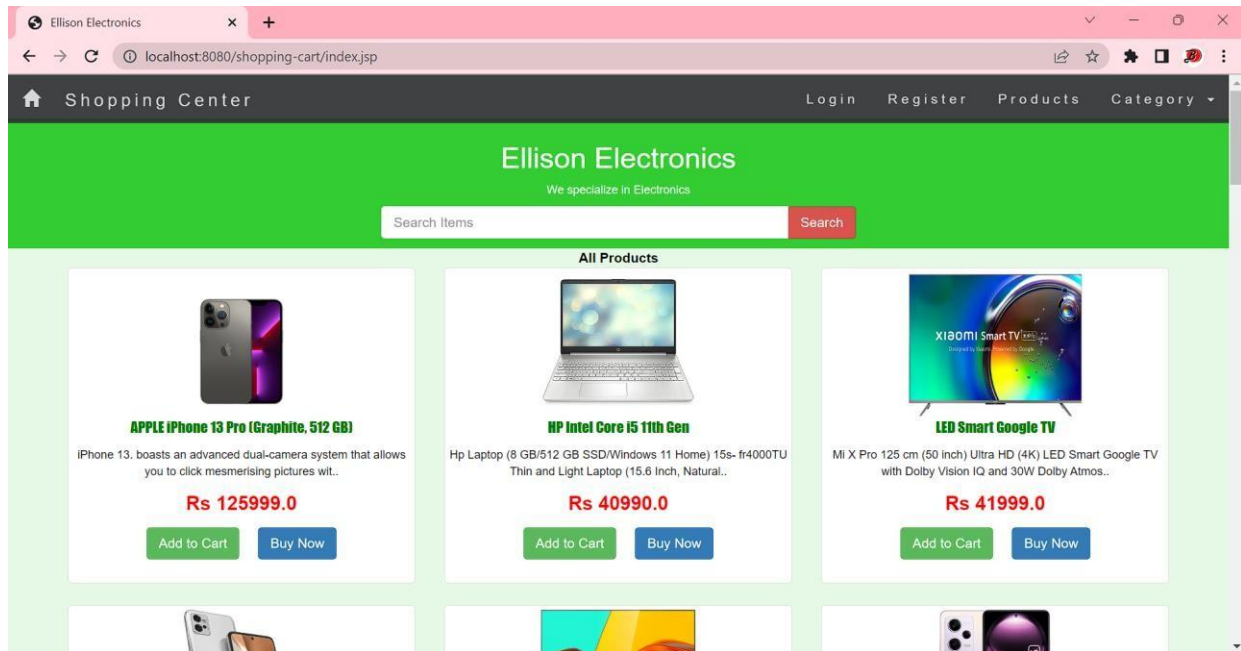 Ellison Electronics
localhost:8080/shopping-cart/index.jsp
Shopping Center Login Register Products Category
Ellison Electronics
We specialize in Electronics
Search Items Search
All Products
XIAOMI Smart TV
APPLE iPhone 13 Pro (Graphite, 512 GB)
iPhone 13. boasts an advanced dual-camera system that allows
you to click mesmerising pictures wit..
Rs 125999.0
Add to Cart Buy Now
HP Intel Core i5 11th Gen
Hp Laptop (8 GB/512 GB SSD/Windows 11 Home) 15s- fr4000TU
Thin and Light Laptop (15.6 Inch, Natural..
Rs 40990.0
Add to Cart Buy Now
LED Smart Google TV
Mi X Pro 125 cm (50 inch) Ultra HD (4K) LED Smart Google TV
with Dolby Vision IQ and 30W Dolby Atmos..
Rs 41999.0
Add to Cart Buy Now